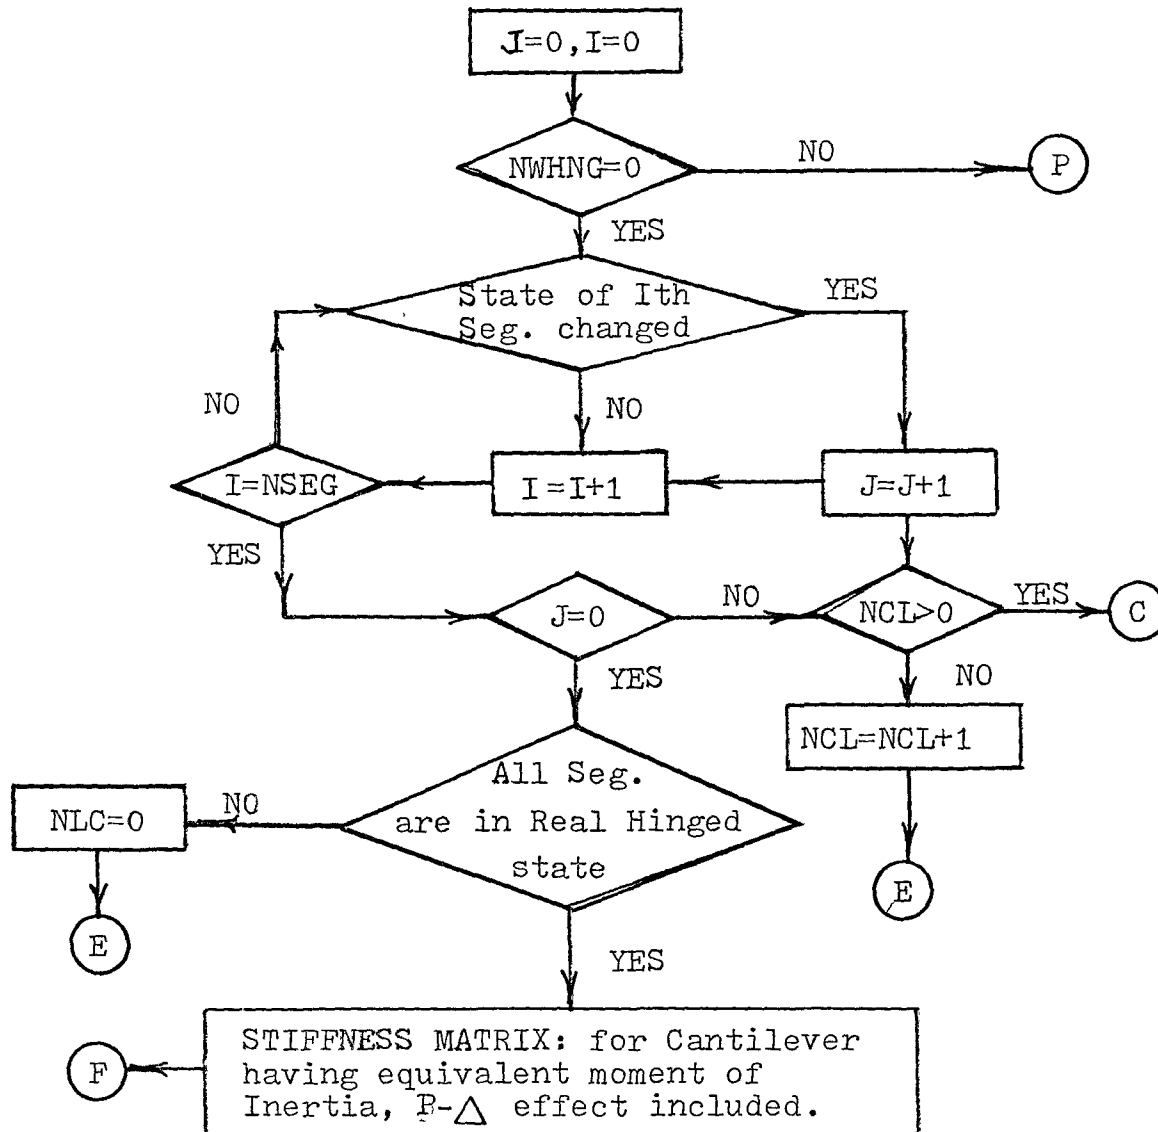 J=0,I=0
NWHNG=0
NO
P
YES
State of Ith
Seg. changed
YES
NO
NO
I=NSEG
I=I+1
J=J+1
YES
J=0
NO
NCL>0
YES
C
YES
NO
NCL=NCL+1
All Seg.
are in Real Hinged
state
NO
NLC=0
E
E
YES
STIFFNESS MATRIX: for Cantilever
having equivalent moment of
Inertia, P-△ effect included.
F